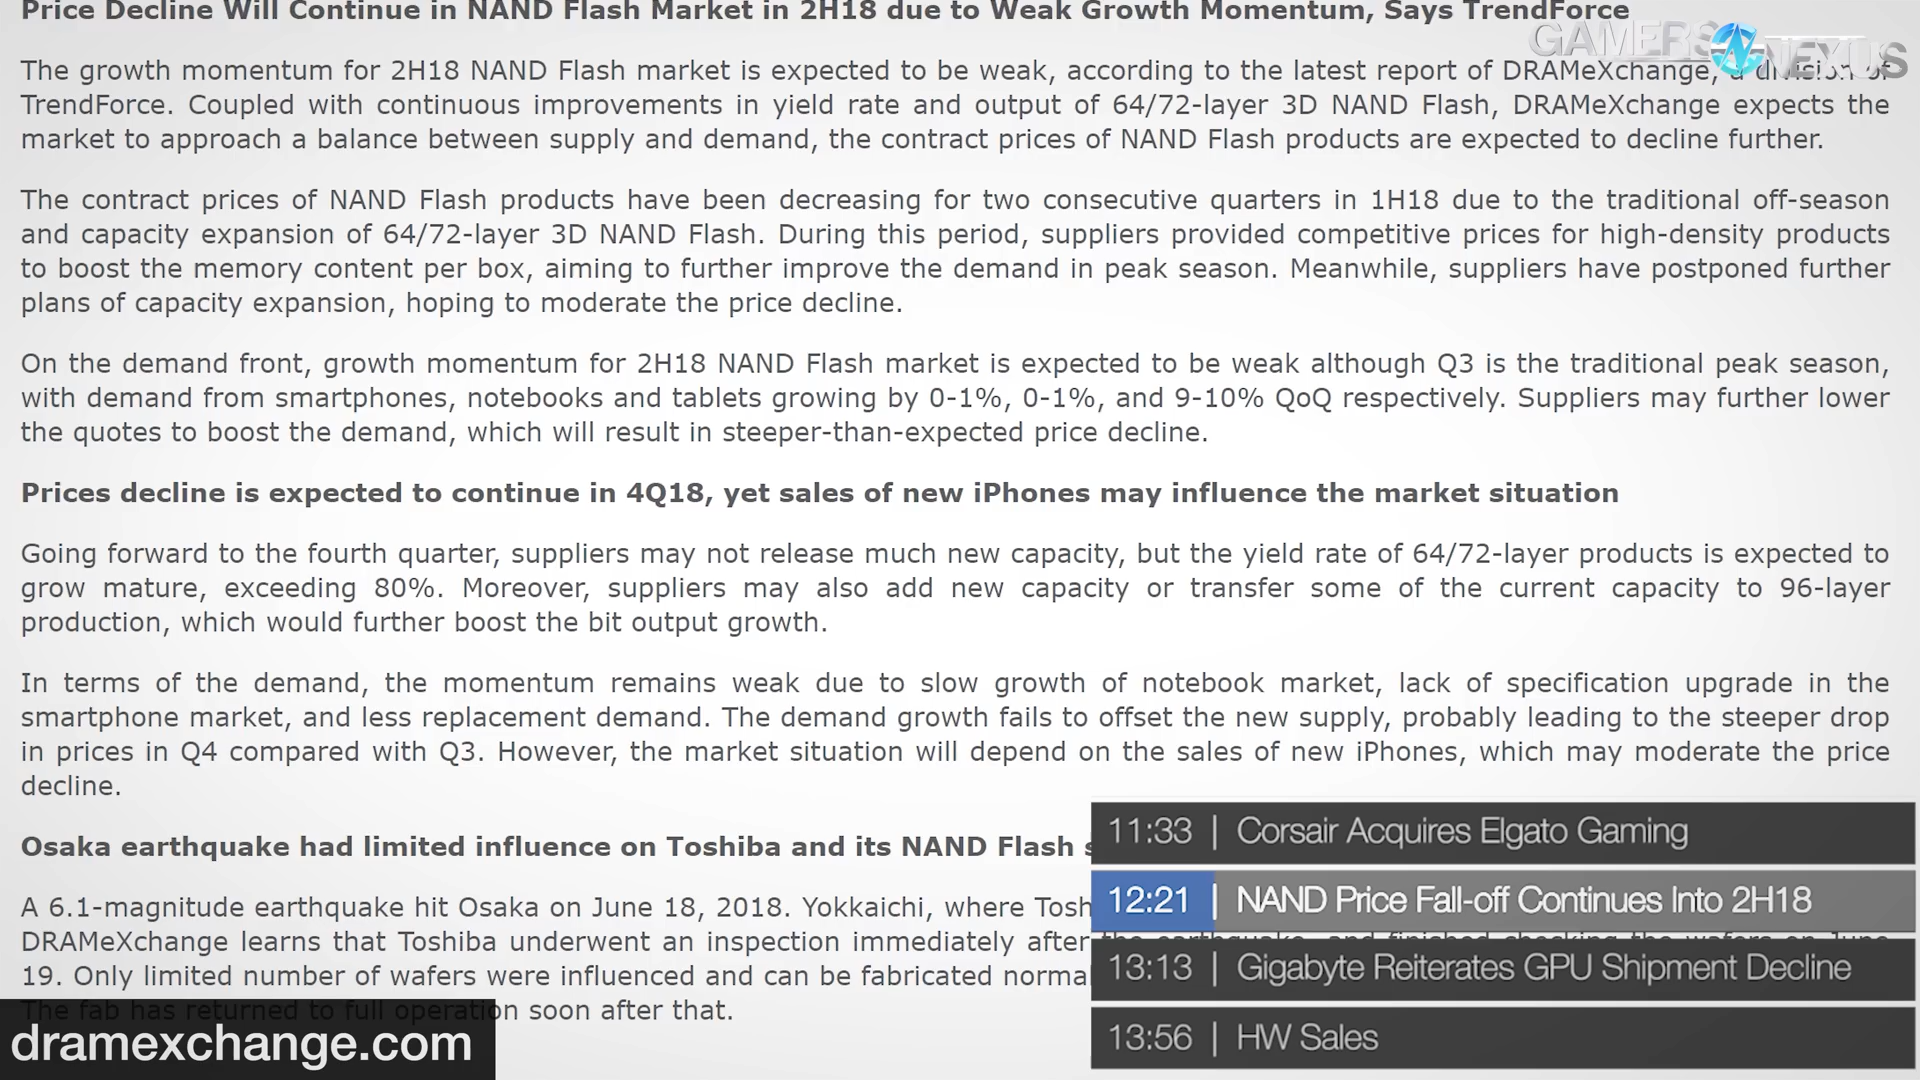 Price Decline Will Continue in NAND Flash Market in 2H18 due to Weak Growth Momentum, Says TrendForce
GAMERS NEXUS
The growth momentum for 2H18 NAND Flash market is expected to be weak, according to the latest report of DRAMeXchange, a division of
TrendForce. Coupled with continuous improvements in yield rate and output of 64/72-layer 3D NAND Flash, DRAMeXchange expects the
market to approach a balance between supply and demand, the contract prices of NAND Flash products are expected to decline further.
The contract prices of NAND Flash products have been decreasing for two consecutive quarters in 1H18 due to the traditional off-season
and capacity expansion of 64/72-layer 3D NAND Flash. During this period, suppliers provided competitive prices for high-density products
to boost the memory content per box, aiming to further improve the demand in peak season. Meanwhile, suppliers have postponed further
plans of capacity expansion, hoping to moderate the price decline.
On the demand front, growth momentum for 2H18 NAND Flash market is expected to be weak although Q3 is the traditional peak season,
with demand from smartphones, notebooks and tablets growing by 0-1%, 0-1%, and 9-10% QoQ respectively. Suppliers may further lower
the quotes to boost the demand, which will result in steeper-than-expected price decline.
Prices decline is expected to continue in 4Q18, yet sales of new iPhones may influence the market situation
Going forward to the fourth quarter, suppliers may not release much new capacity, but the yield rate of 64/72-layer products is expected to
grow mature, exceeding 80%. Moreover, suppliers may also add new capacity or transfer some of the current capacity to 96-layer
production, which would further boost the bit output growth.
In terms of the demand, the momentum remains weak due to slow growth of notebook market, lack of specification upgrade in the
smartphone market, and less replacement demand. The demand growth fails to offset the new supply, probably leading to the steeper drop
in prices in Q4 compared with Q3. However, the market situation will depend on the sales of new iPhones, which may moderate the price
decline.
Osaka earthquake had limited influence on Toshiba and its NAND Flash
A 6.1-magnitude earthquake hit Osaka on June 18, 2018. Yokkaichi, where Tosh
DRAMeXchange learns that Toshiba underwent an inspection immediately after the earthquake, and finished checking the wafers on June
19. Only limited number of wafers were influenced and can be fabricated norma
The fab has returned to full operation soon after that.
11:33 | Corsair Acquires Elgato Gaming
12:21 | NAND Price Fall-off Continues Into 2H18
13:13 | Gigabyte Reiterates GPU Shipment Decline
13:56 | HW Sales
dramexchange.com